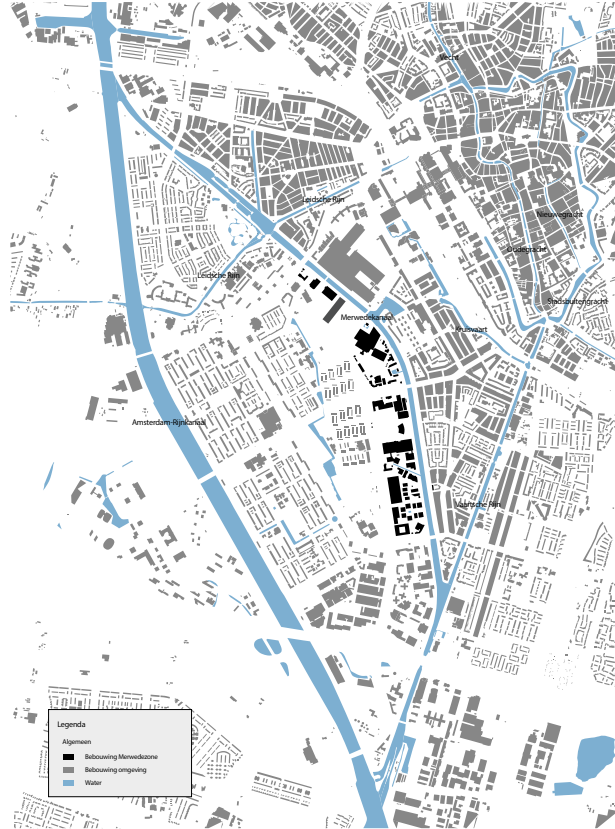 Vecht
Leidsche Rijn
Nieuwegracht
Oudegracht
Leidsche Rijn
Stadsbuitengracht
Merwedekanaal
Kruisvaart
Amsterdam-Rijnkanaal
Vaartsche Rijn
Legenda
Algemeen
Bebouwing Merwedezone
Bebouwing omgeving
Water